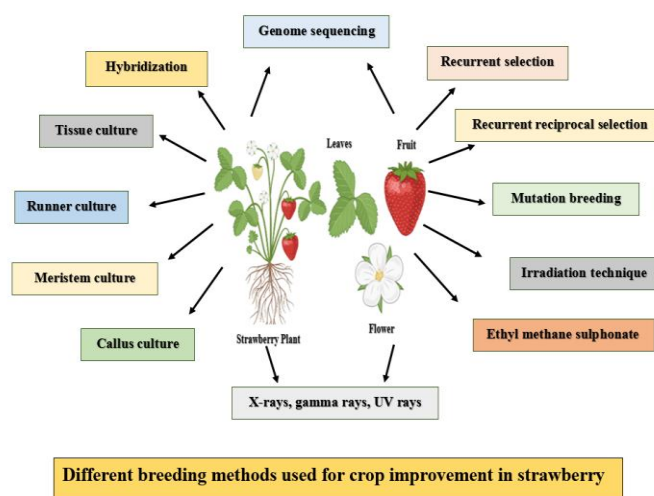 Genome sequencing
Hybridization
Recurrent selection
Tissue culture
Leaves
Fruit
Recurrent reciprocal selection
Runner culture
Mutation breeding
Meristem culture
Irradiation technique
Callus culture
Strawberry Plant
Flower
Ethyl methane sulphonate
X-rays, gamma rays, UV rays
Different breeding methods used for crop improvement in strawberry